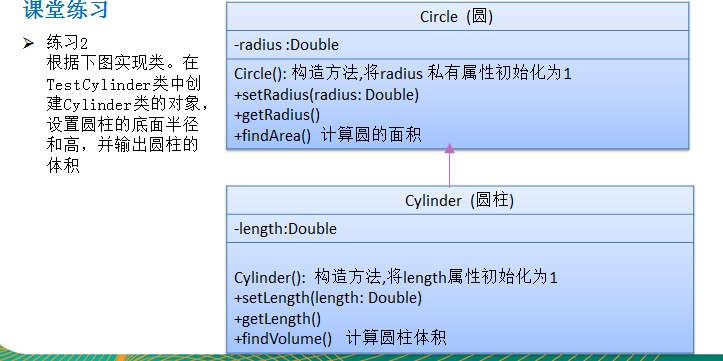 课堂练习
练习2
根据下图实现类。在
TestCylinder类中创
建Cylinder类的对象，
设置圆柱的底面半径
和高，并输出圆柱的
体积
Circle (圆)
-radius :Double
Circle(): 构造方法,将radius 私有属性初始化为1
+setRadius(radius: Double)
+getRadius()
+findArea() 计算圆的面积
Cylinder (圆柱)
-length:Double
Cylinder(): 构造方法,将length属性初始化为1
+setLength(length: Double)
+getLength()
+findVolume() 计算圆柱体积